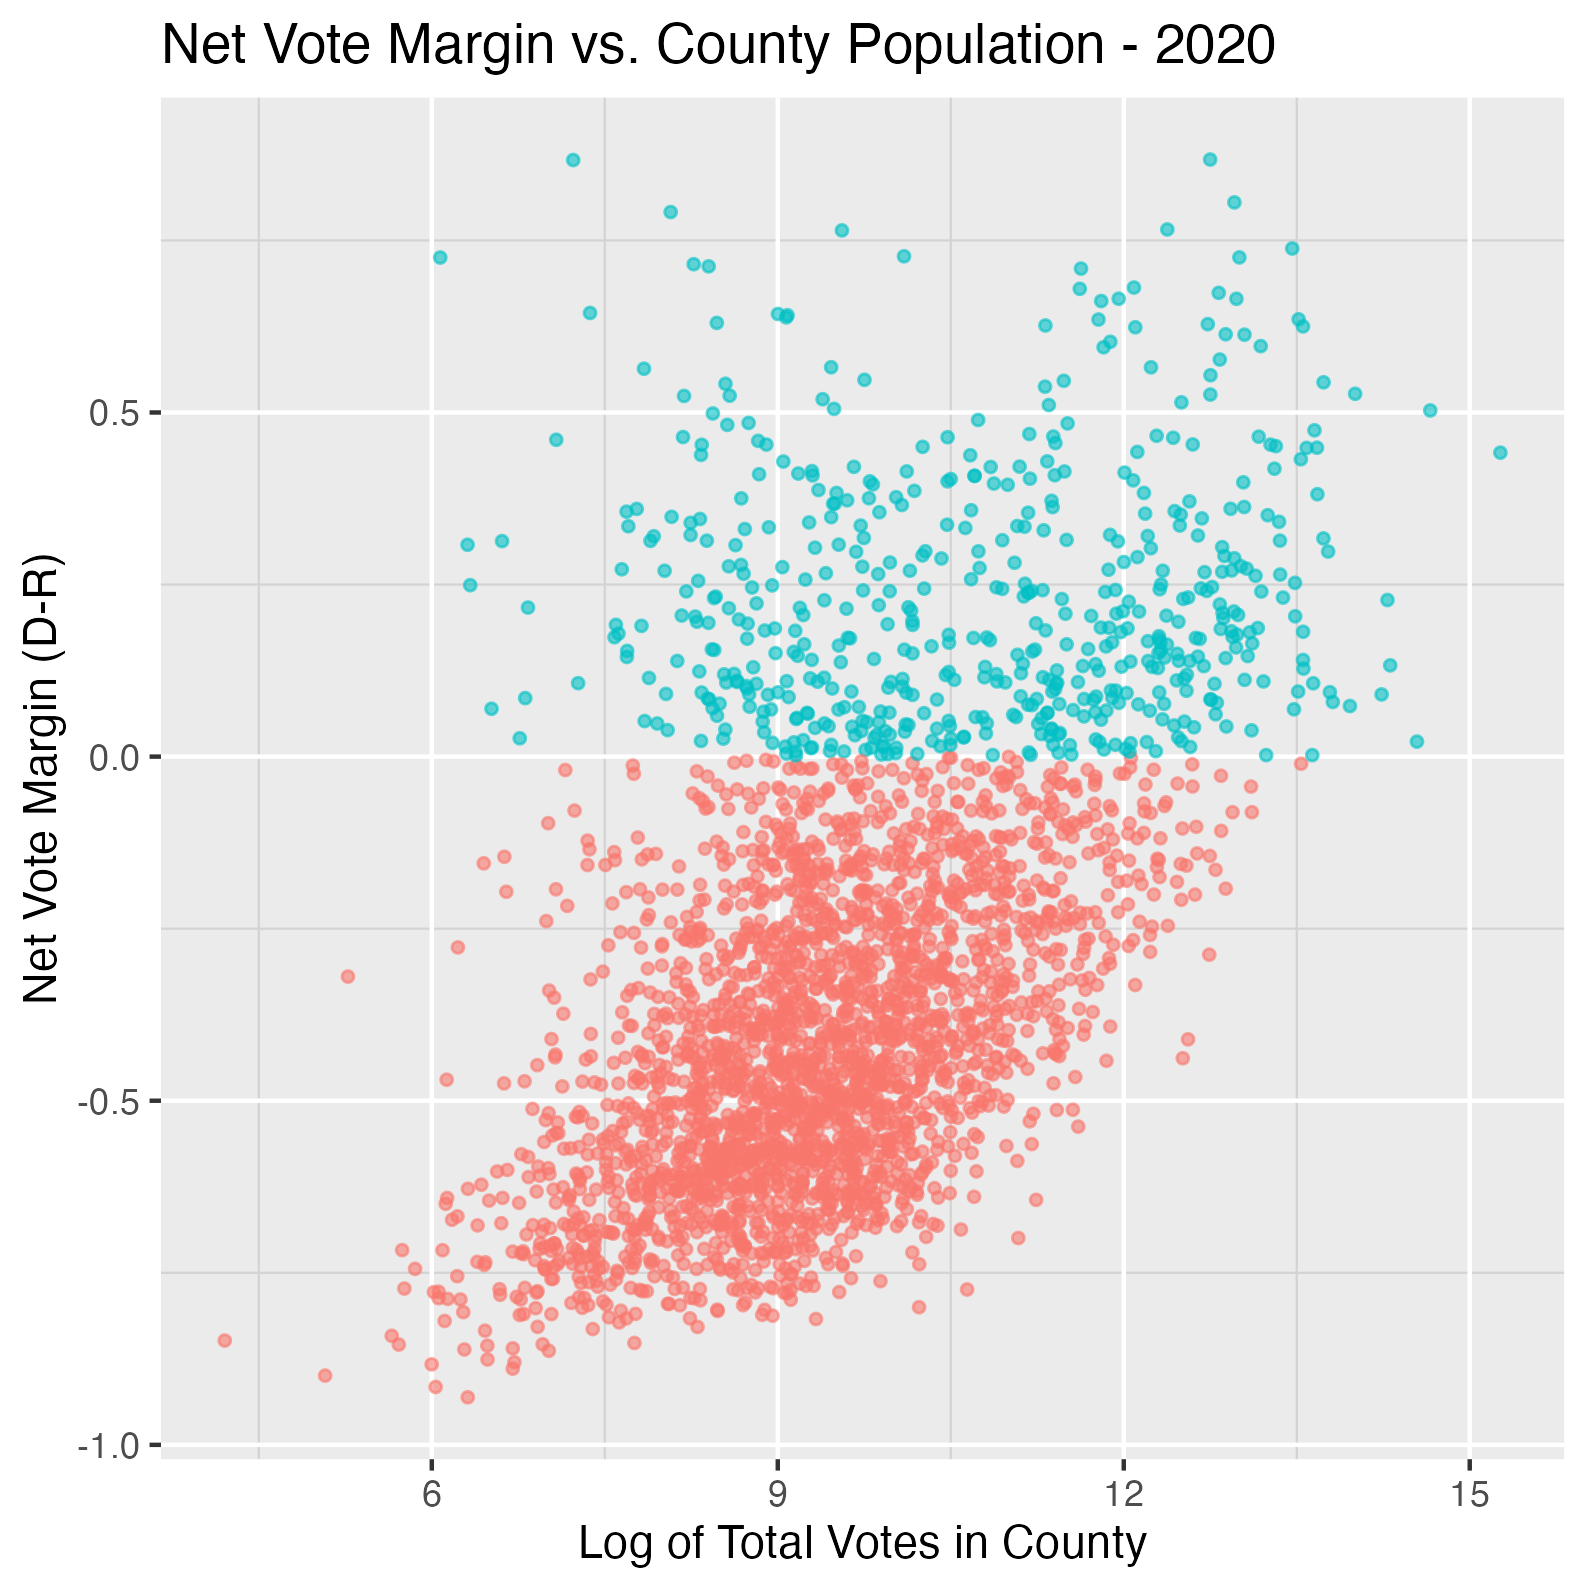 Net Vote Margin vs. County Population - 2020
Net Vote Margin (D-R)
0.5
0.0
-0.5
-1.0
6 9 12 15
Log of Total Votes in County